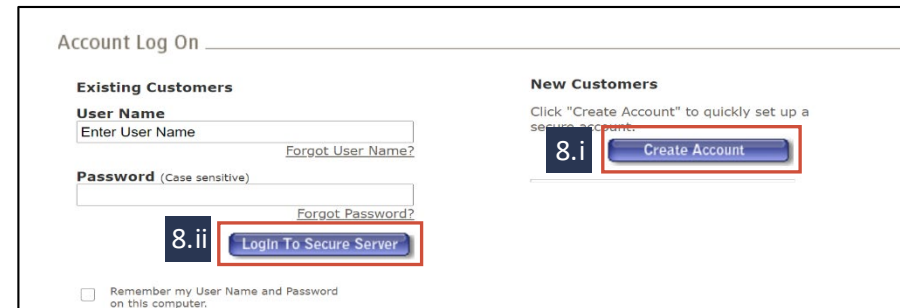 Account Log On
Existing Customers
User Name
Enter User Name
Forgot User Name?
Password (Case sensitive)
Forgot Password?
8.ii
LogIn To Secure Server
Remember my User Name and Password
on this computer.
New Customers
Click "Create Account" to quickly set up a
secure account.
8.i
Create Account